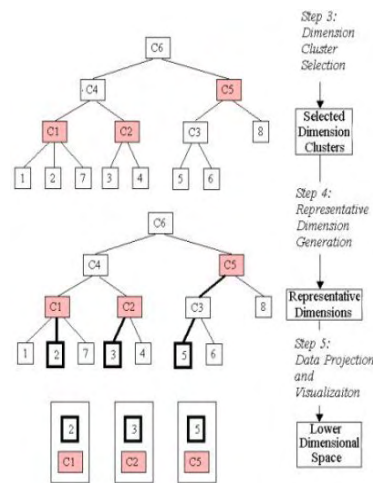 C6
C4
C5
C1
C2
C3
8
1
2
7
3
4
5
6
Step 3:
Dimension
Cluster
Selection
Selected
Dimension
Clusters
Step 4:
Representative
Dimension
Generation
C6
C4
C5
C1
C2
C3
8
1
2
7
3
4
5
6
Representative
Dimensions
Step 5:
Data Projection
and
Visualizaiton
2
3
5
C1
C2
C5
Lower
Dimensional
Space